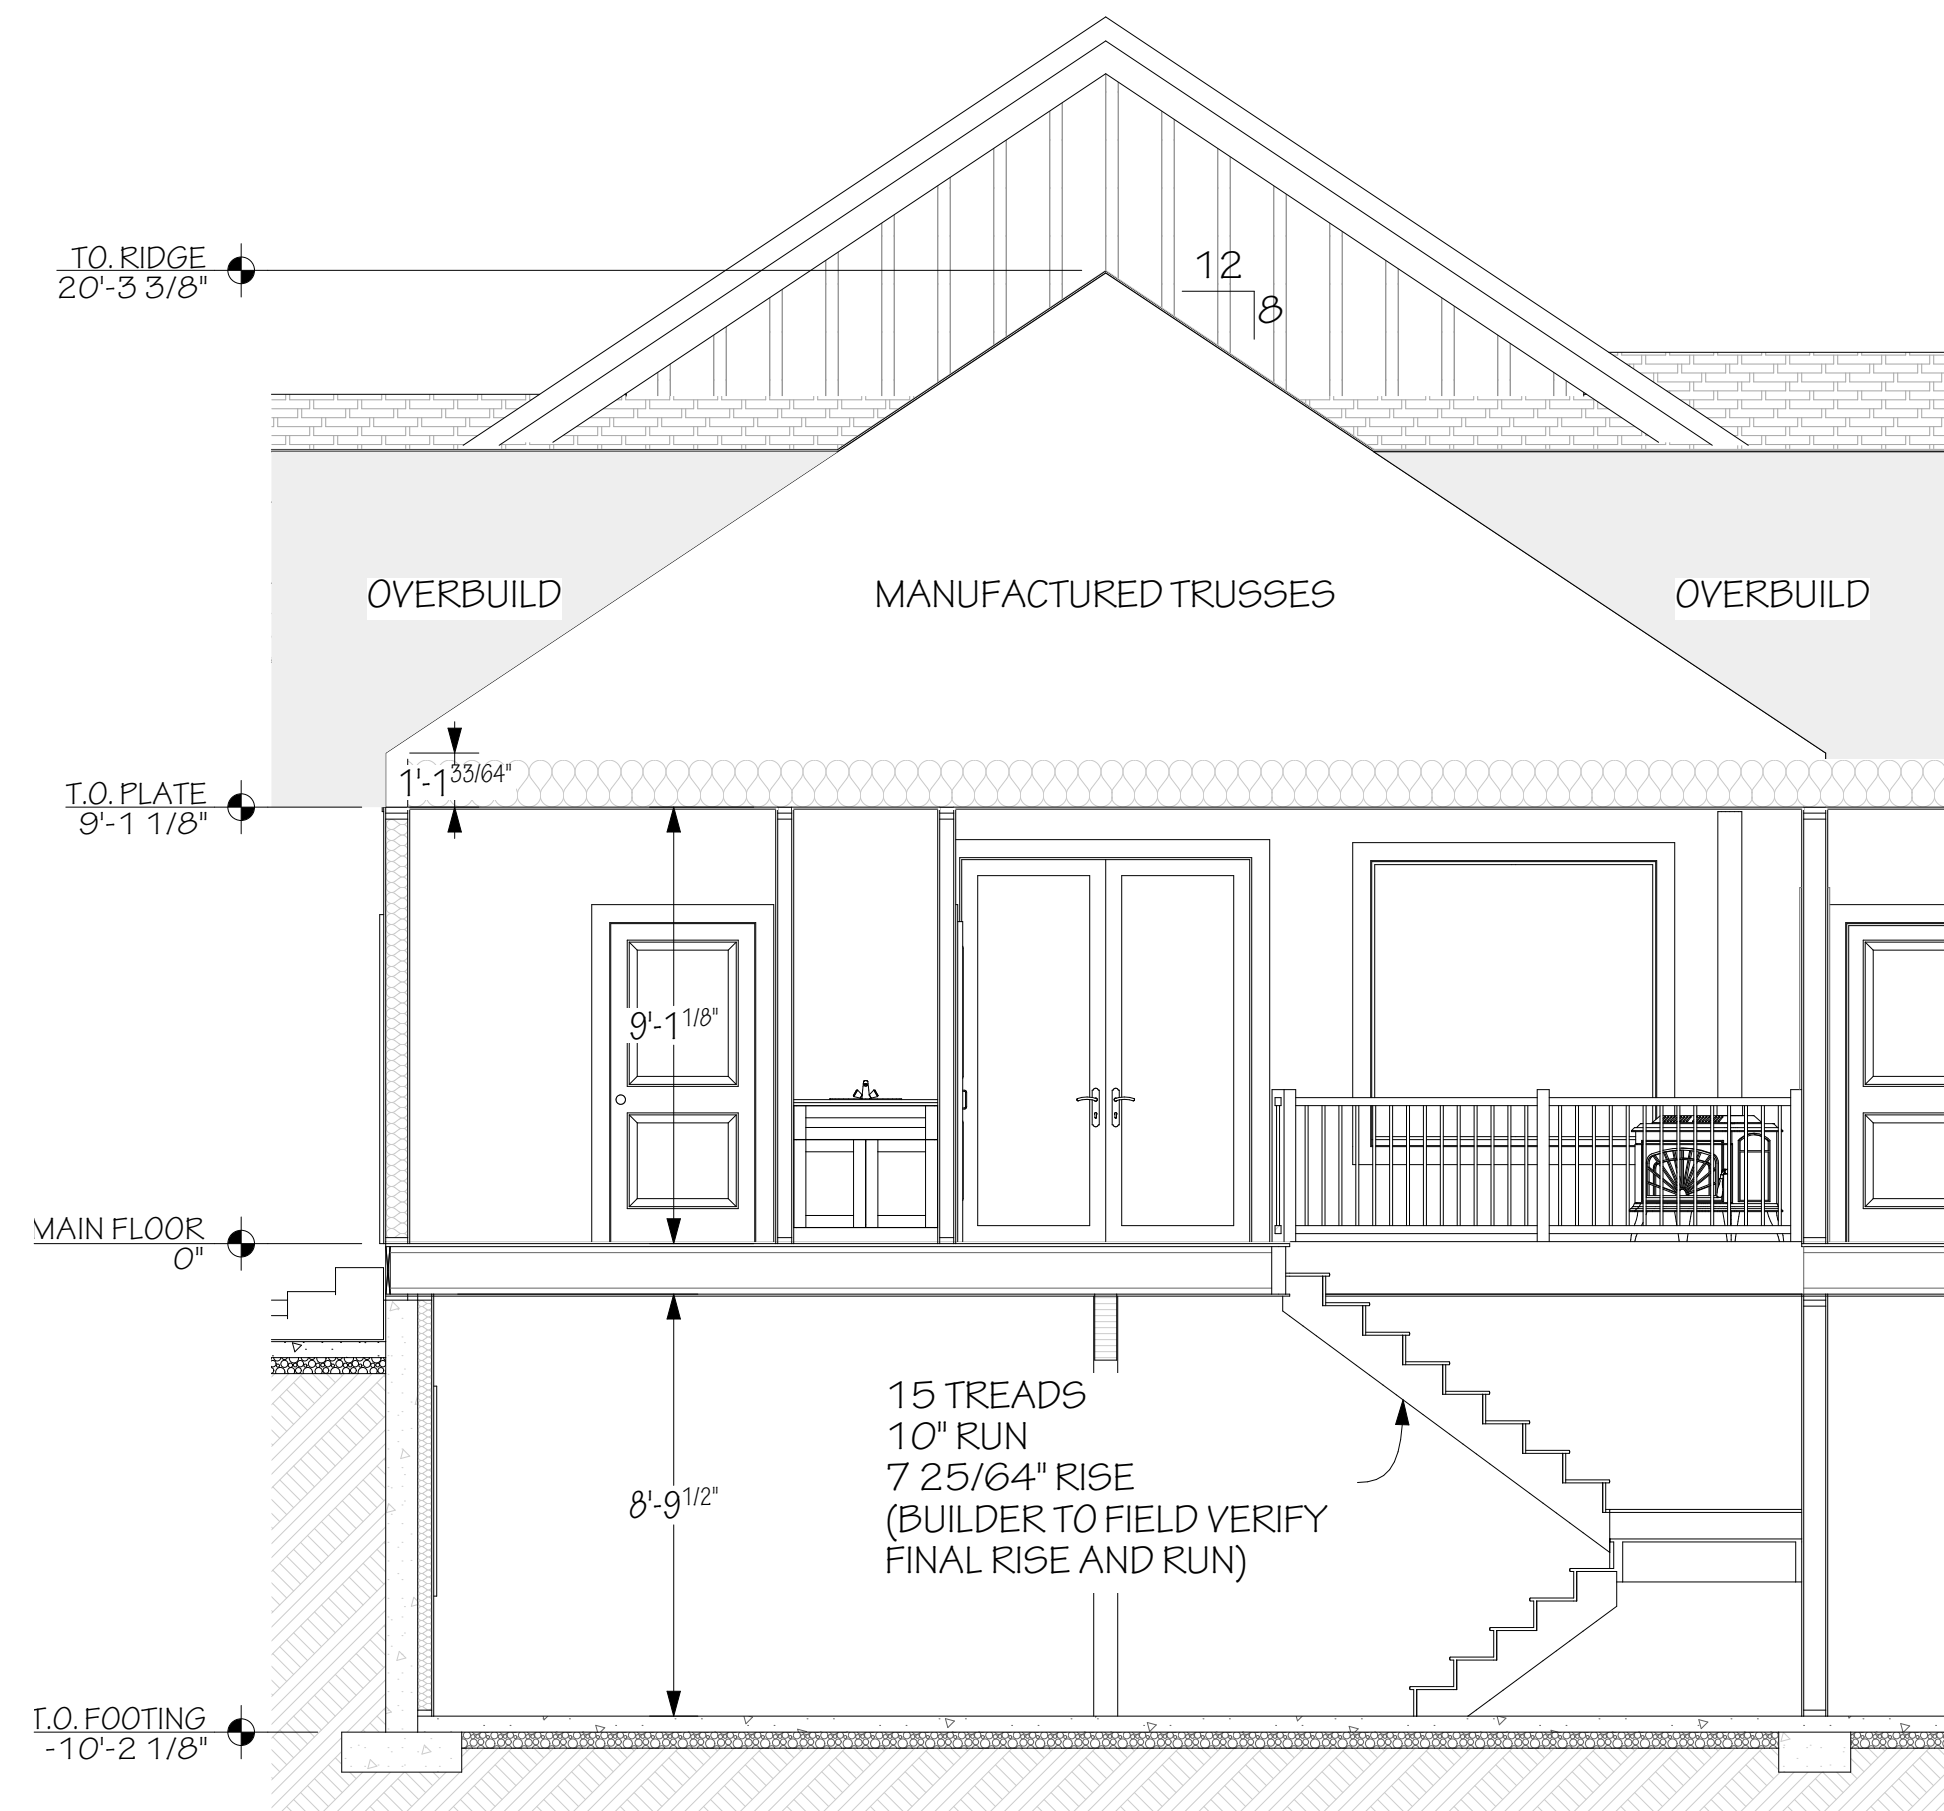 T.O. RIDGE
20'-3 3/8"
12
8
OVERBUILD
MANUFACTURED TRUSSES
OVERBUILD
1'-1 33/64"
T.O. PLATE
9'-1 1/8"
9'-1 1/8"
MAIN FLOOR
0"
15 TREADS
10" RUN
7 25/64" RISE
(BUILDER TO FIELD VERIFY
FINAL RISE AND RUN)
8'-9 1/2"
T.O. FOOTING
-10'-2 1/8"